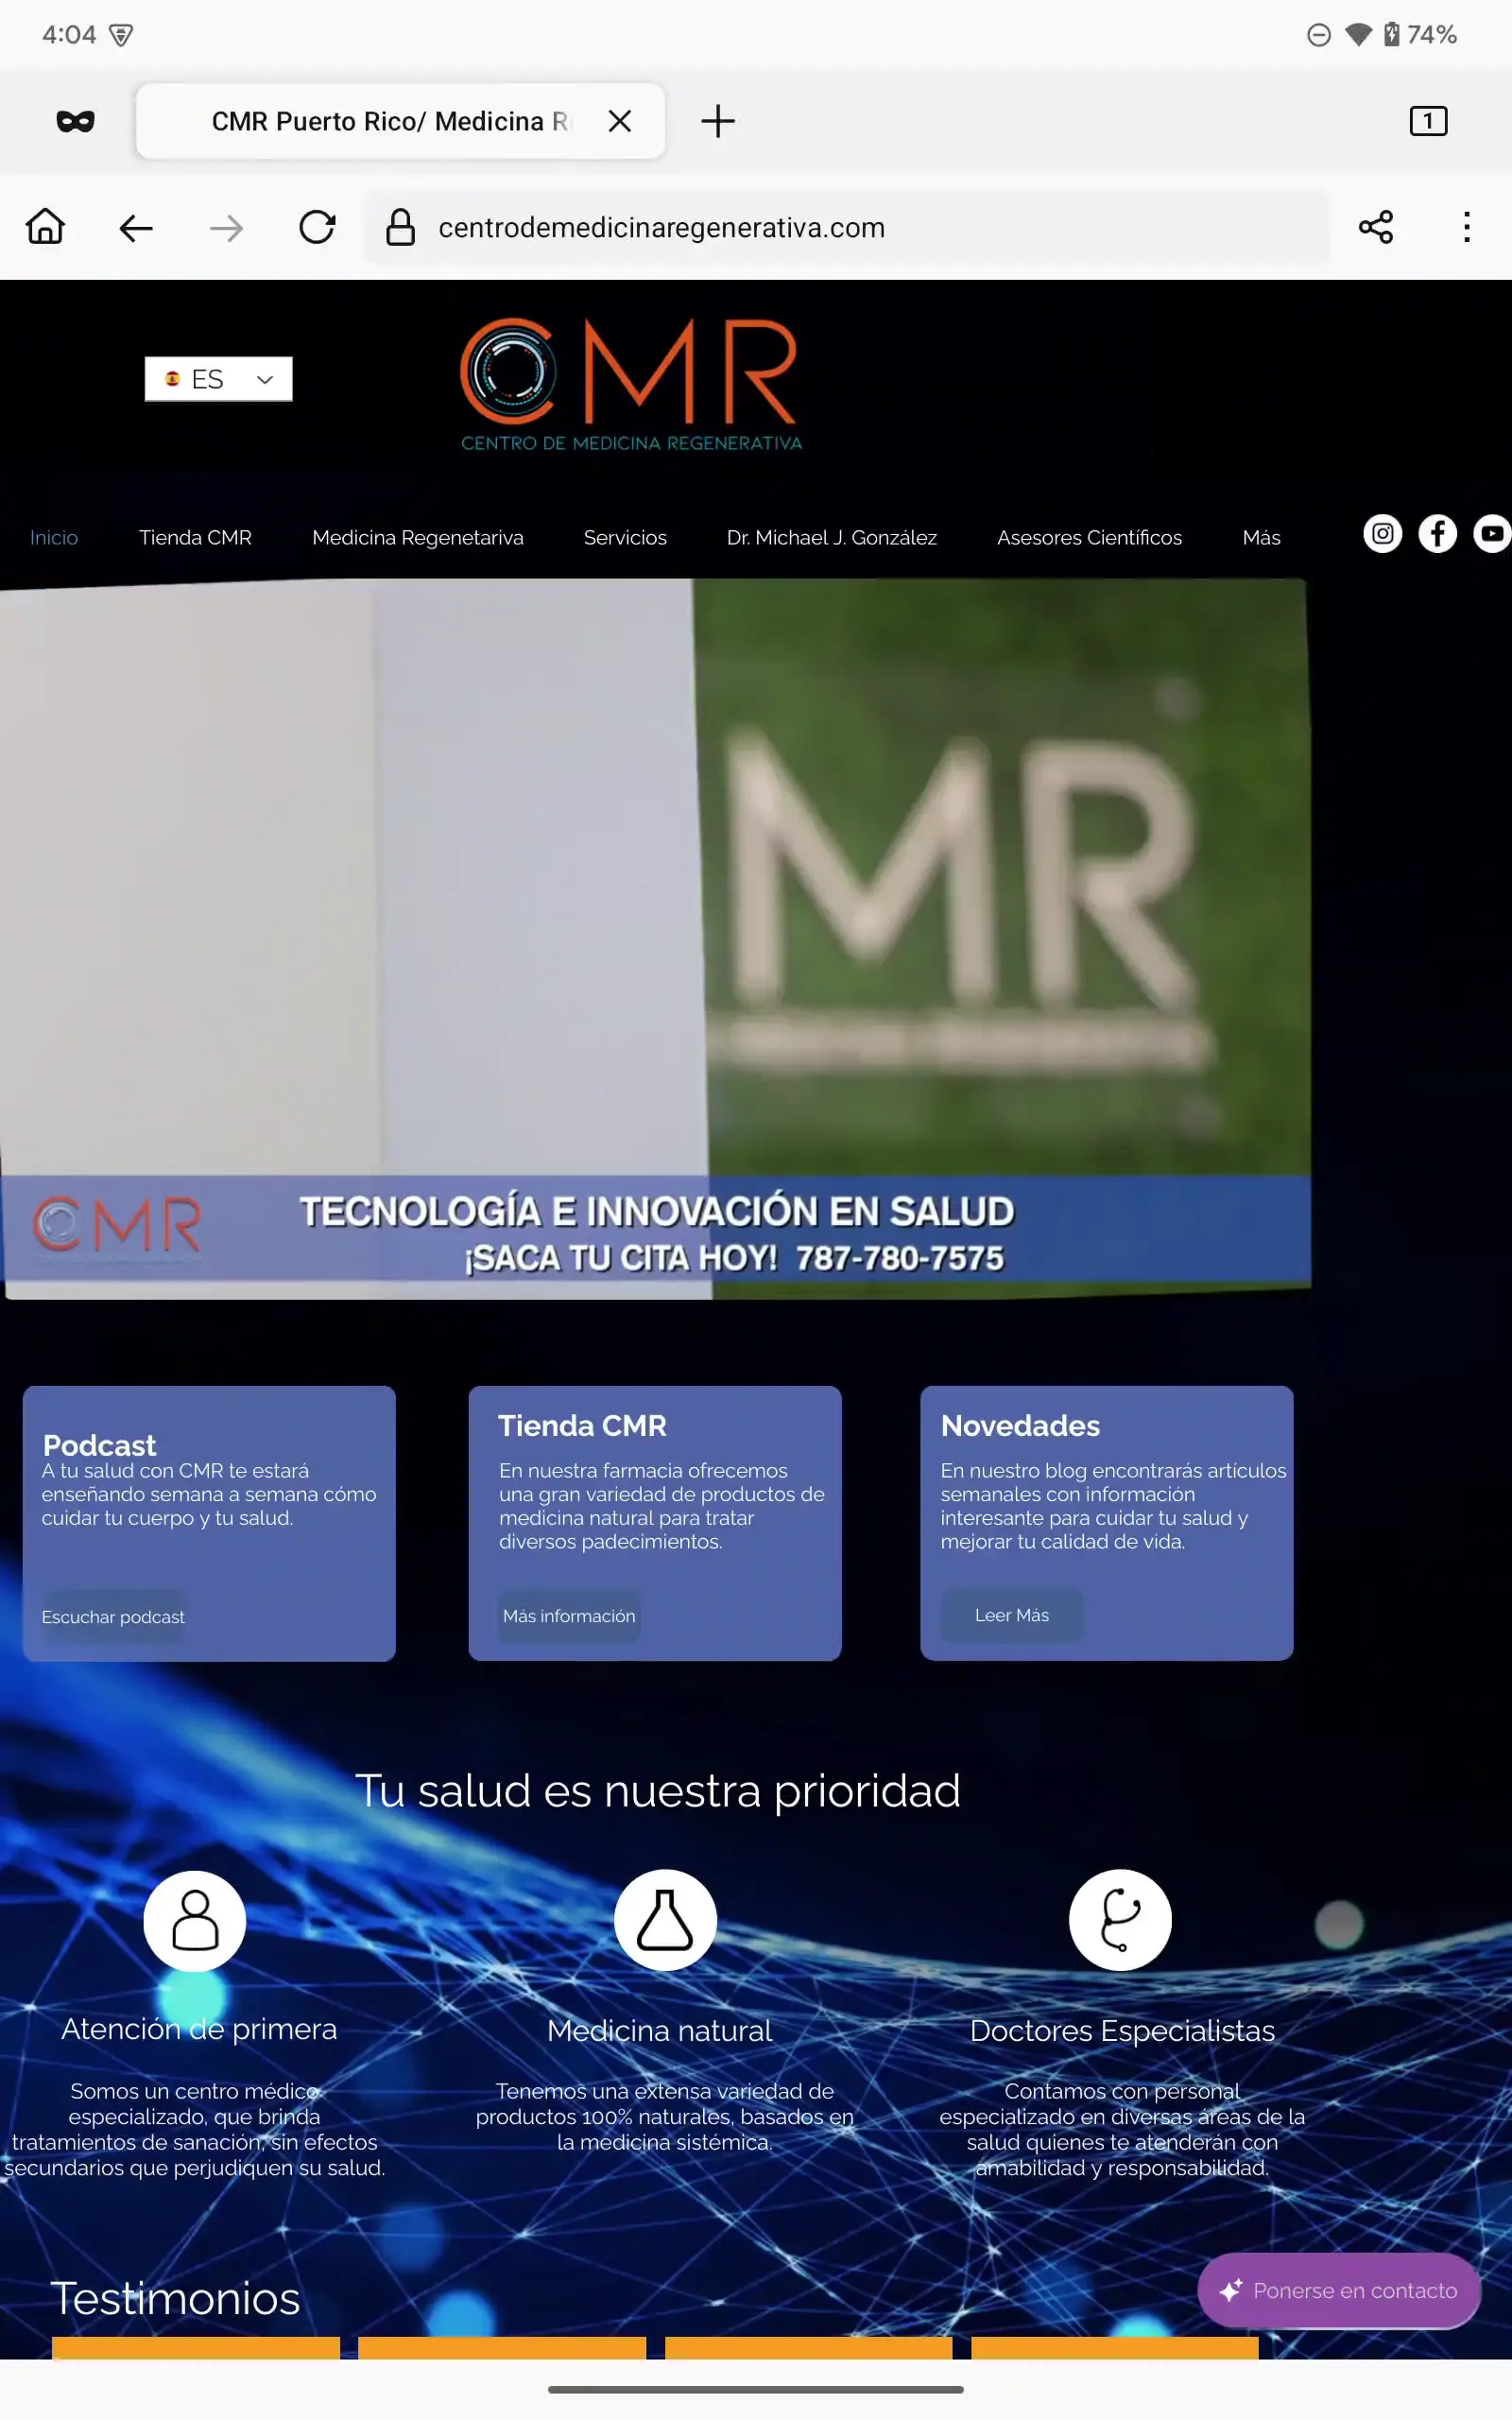 4:04
74%
CMR Puerto Rico/ Medicina R
1
centrodemedicinaregenerativa.com
ES
CMR
CENTRO DE MEDICINA REGENERATIVA
Inicio
Tienda CMR
Medicina Regenetariva
Servicios
Dr. Michael J. González
Asesores Científicos
Más
MR
CMR
TECNOLOGÍA E INNOVACIÓN EN SALUD
¡SACA TU CITA HOY! 787-780-7575
Podcast
A tu salud con CMR te estará
enseñando semana a semana cómo
cuidar tu cuerpo y tu salud.
Escuchar podcast
Tienda CMR
En nuestra farmacia ofrecemos
una gran variedad de productos de
medicina natural para tratar
diversos padecimientos.
Más información
Novedades
En nuestro blog encontrarás artículos
semanales con información
interesante para cuidar tu salud y
mejorar tu calidad de vida.
Leer Más
Tu salud es nuestra prioridad
Atención de primera
Somos un centro médico
especializado, que brinda
tratamientos de sanación, sin efectos
secundarios que perjudiquen su salud.
Medicina natural
Tenemos una extensa variedad de
productos 100% naturales, basados en
la medicina sistémica.
Doctores Especialistas
Contamos con personal
especializado en diversas áreas de la
salud quienes te atenderán con
amabilidad y responsabilidad.
Testimonios
Ponerse en contacto